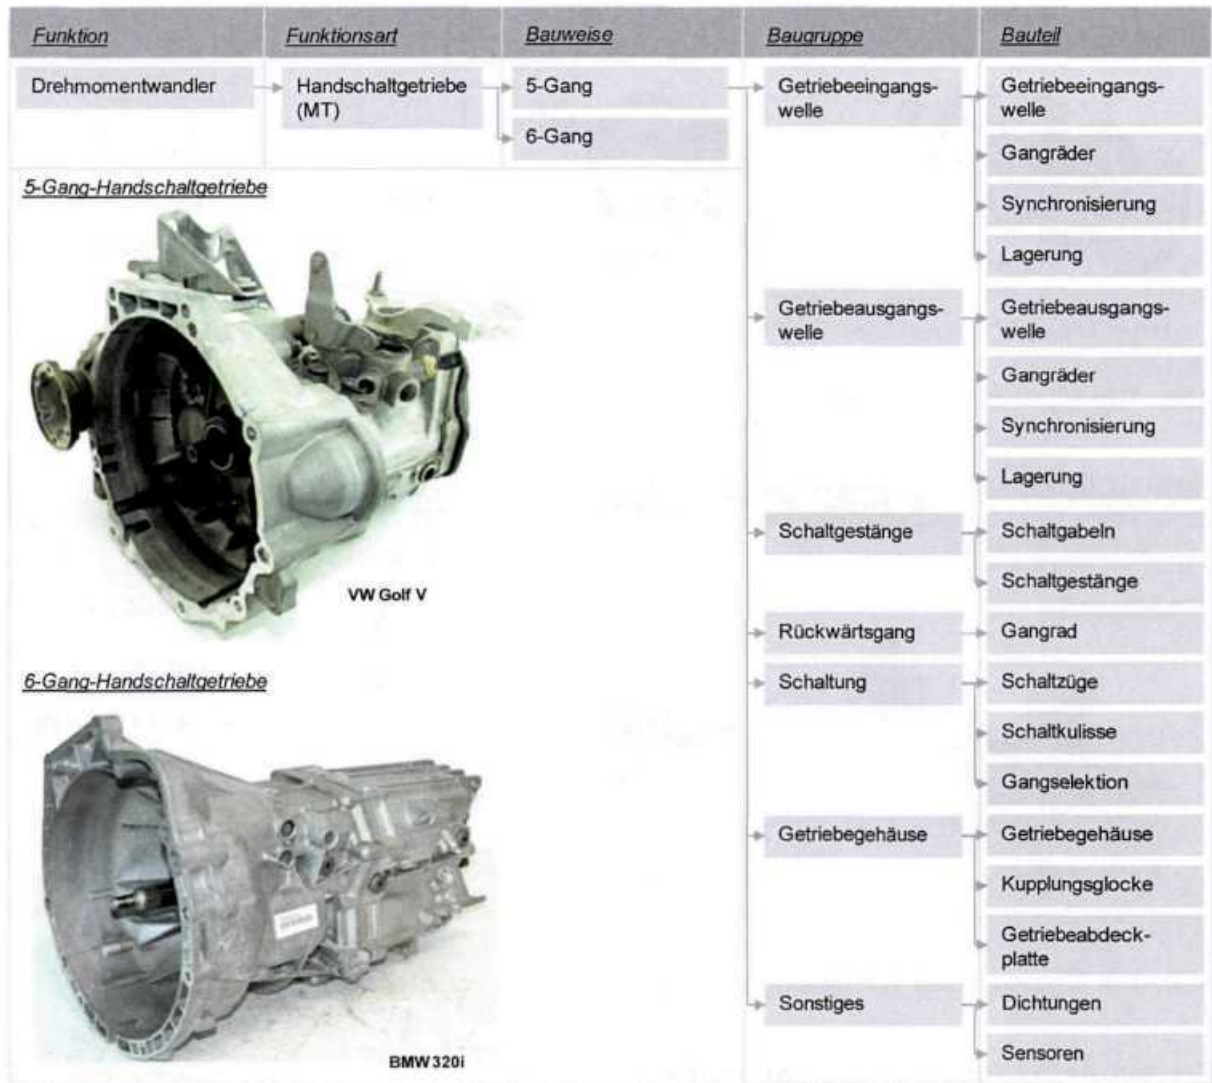 Funktion
Funktionsart
Bauweise
Baugruppe
Bauteil
Drehmomentwandler
Handschaltgetriebe
(MT)
5-Gang
6-Gang
5-Gang-Handschaltgetriebe
VW Golf V
6-Gang-Handschaltgetriebe
BMW 320i
Getriebeeingangs-
welle
Getriebeeingangs-
welle
Gangräder
Synchronisierung
Lagerung
Getriebeausgangs-
welle
Getriebeausgangs-
welle
Gangräder
Synchronisierung
Lagerung
Schaltgestänge
Schaltgabeln
Schaltgestänge
Rückwärtsgang
Gangrad
Schaltung
Schaltzüge
Schaltkulisse
Gangselektion
Getriebegehäuse
Getriebegehäuse
Kupplungsglocke
Getriebeabdeck-
platte
Sonstiges
Dichtungen
Sensoren